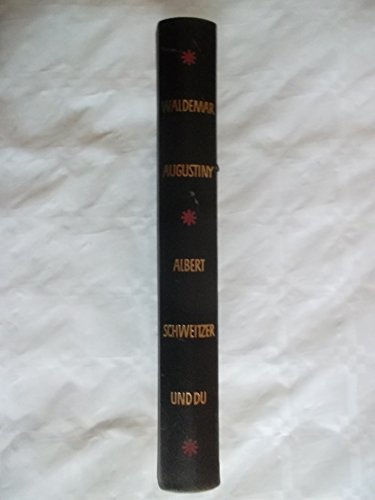 WALDEMAR
AUGUSTINY
ALBERT
SCHWEITZER
UND DU